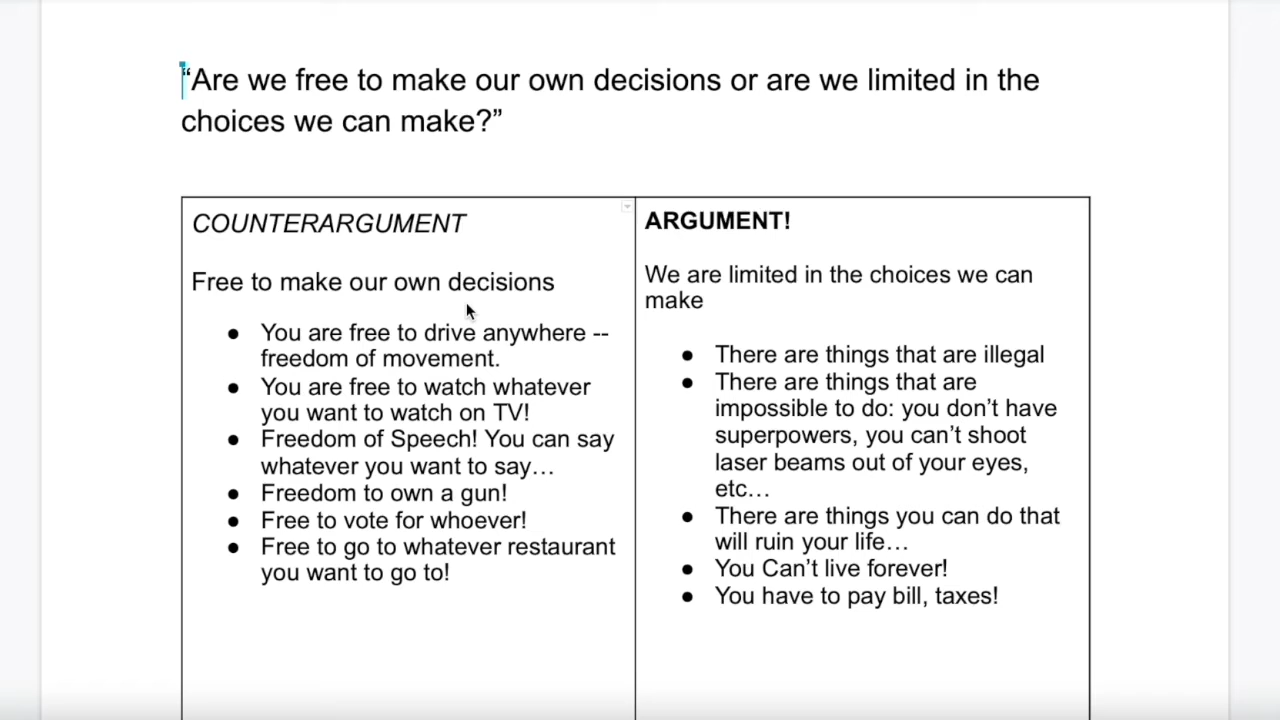 “Are we free to make our own decisions or are we limited in the
choices we can make?”
COUNTERARGUMENT
Free to make our own decisions
● You are free to drive anywhere --
freedom of movement.
● You are free to watch whatever
you want to watch on TV!
● Freedom of Speech! You can say
whatever you want to say…
● Freedom to own a gun!
● Free to vote for whoever!
● Free to go to whatever restaurant
you want to go to!
ARGUMENT!
We are limited in the choices we can
make
● There are things that are illegal
● There are things that are
impossible to do: you don’t have
superpowers, you can’t shoot
laser beams out of your eyes,
etc…
● There are things you can do that
will ruin your life…
● You Can’t live forever!
● You have to pay bill, taxes!